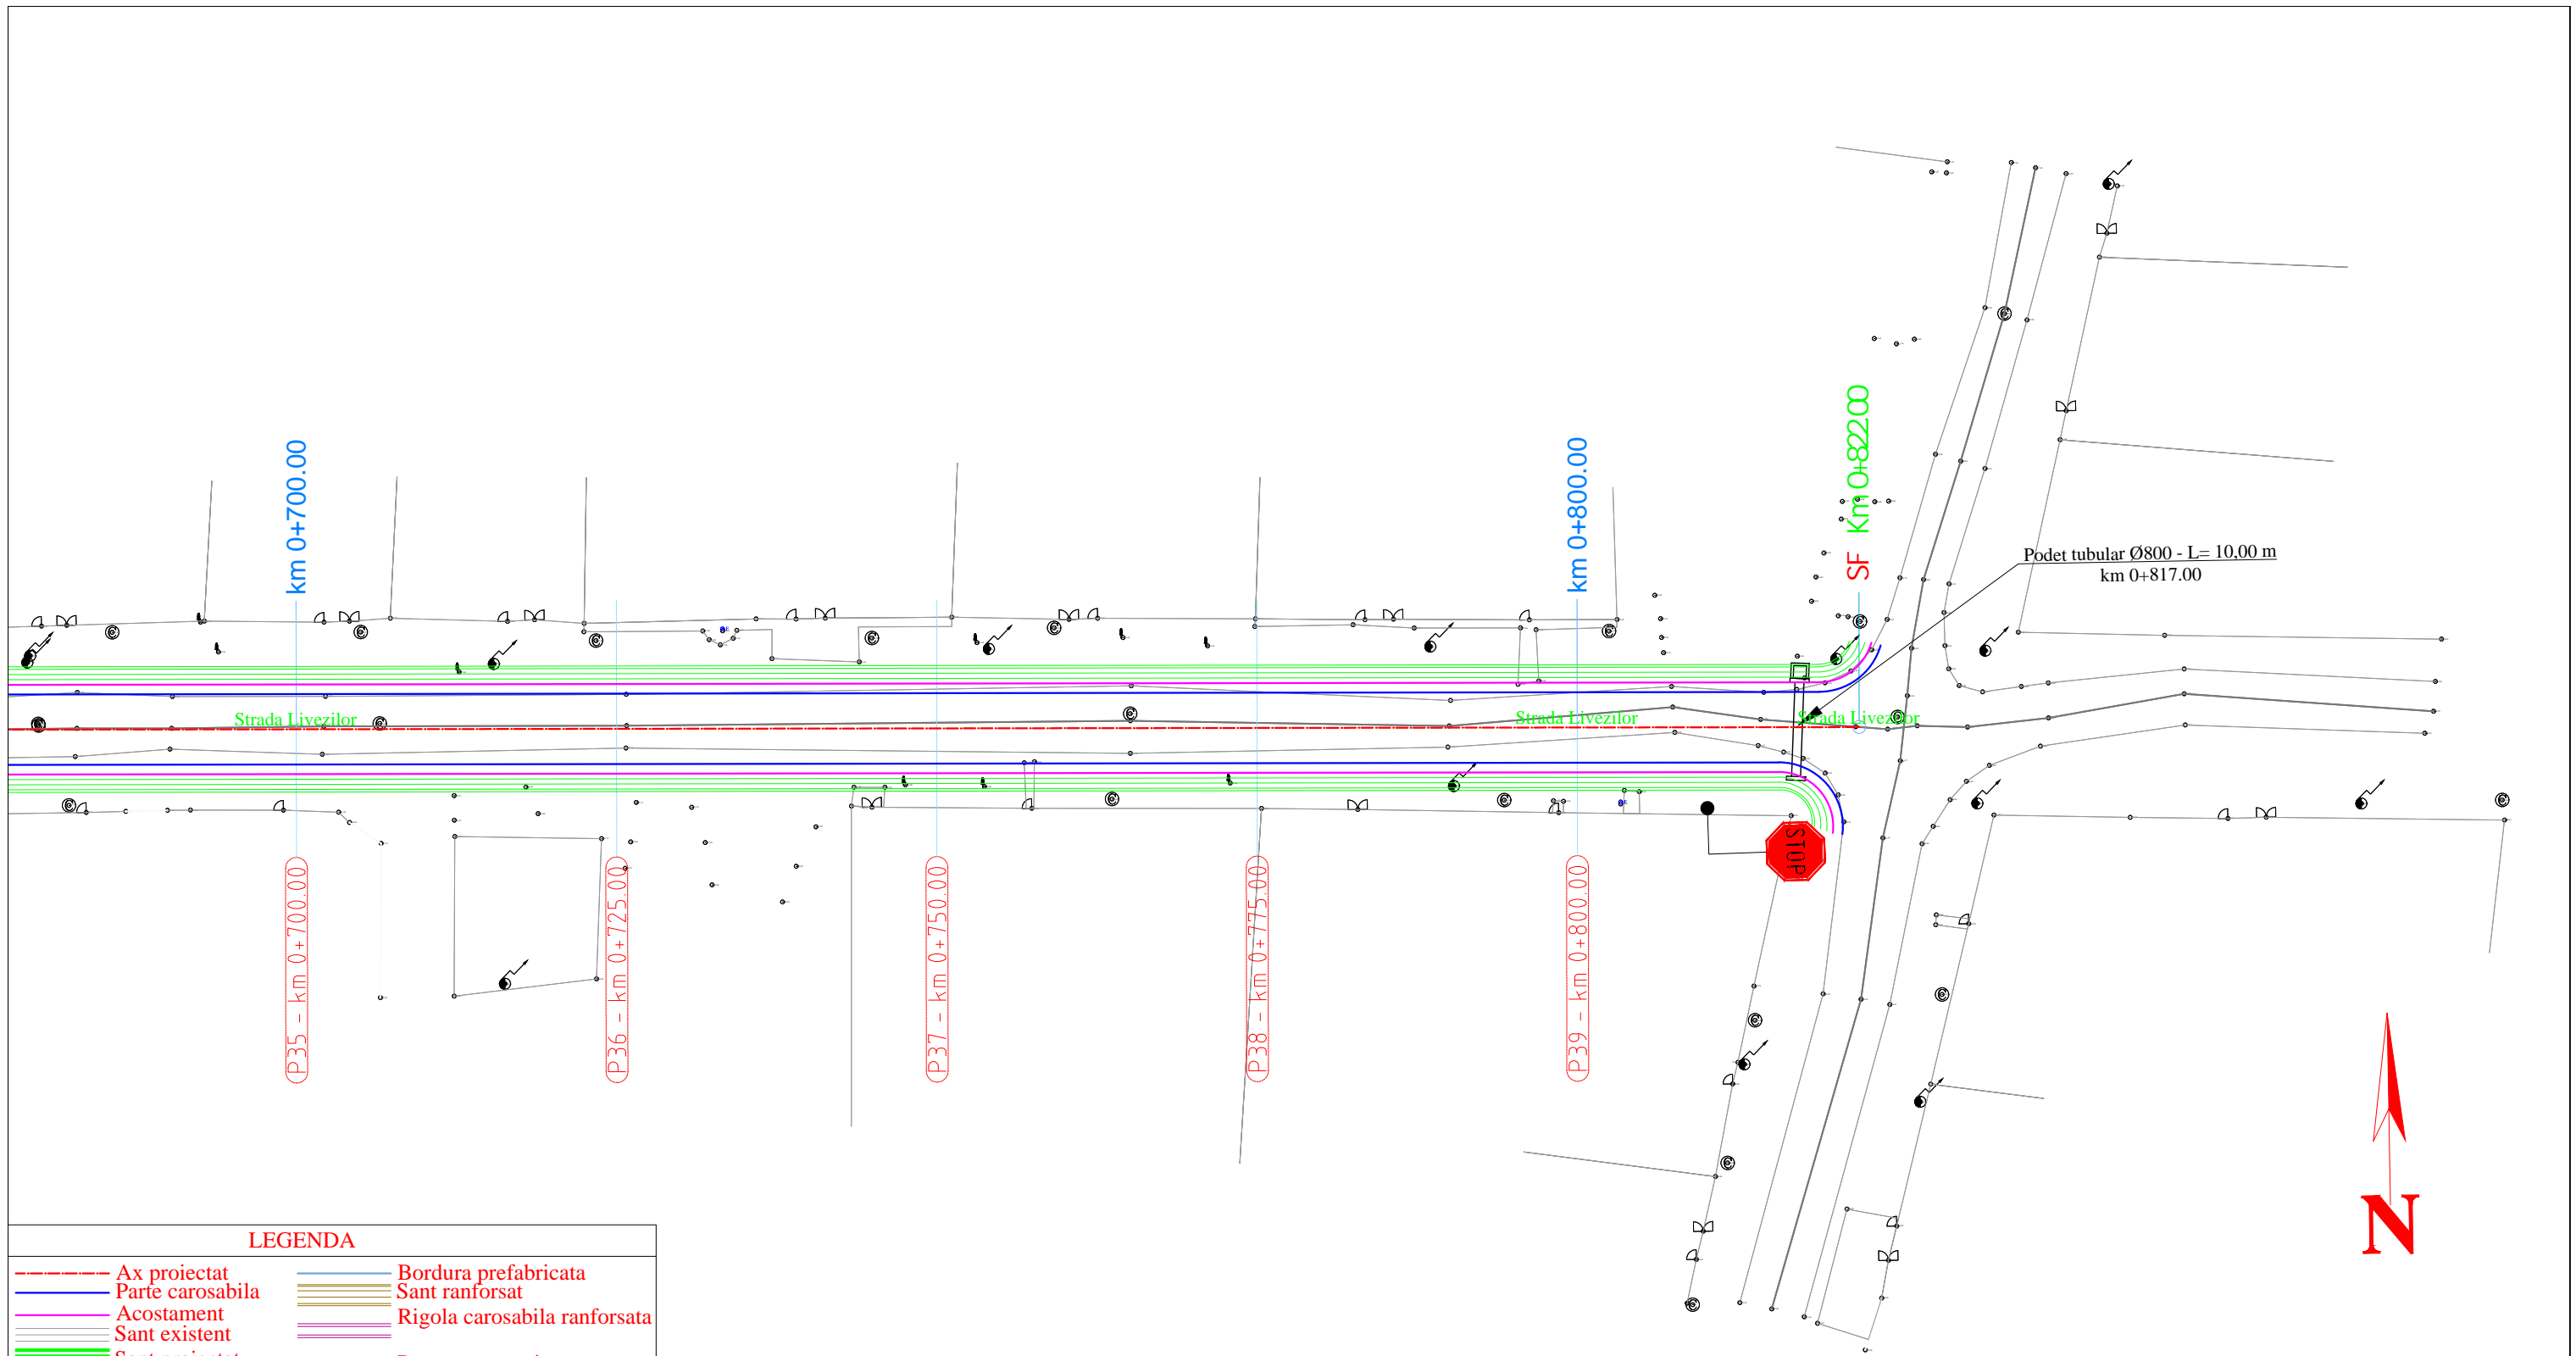 km 0+700.00
km 0+800.00
SF Km 0+822.00
Podet tubular Ø800 - L= 10,00 m
km 0+817.00
Strada Livezilor
Strada Livezilor
Strada Livezilor
STOP
P35 - km 0+700.00
P36 - km 0+725.00
P37 - km 0+750.00
P38 - km 0+775.00
P39 - km 0+800.00
N
LEGENDA
Ax proiectat
Bordura prefabricata
Parte carosabila
Sant ranforsat
Acostament
Rigola carosabila ranforsata
Sant existent